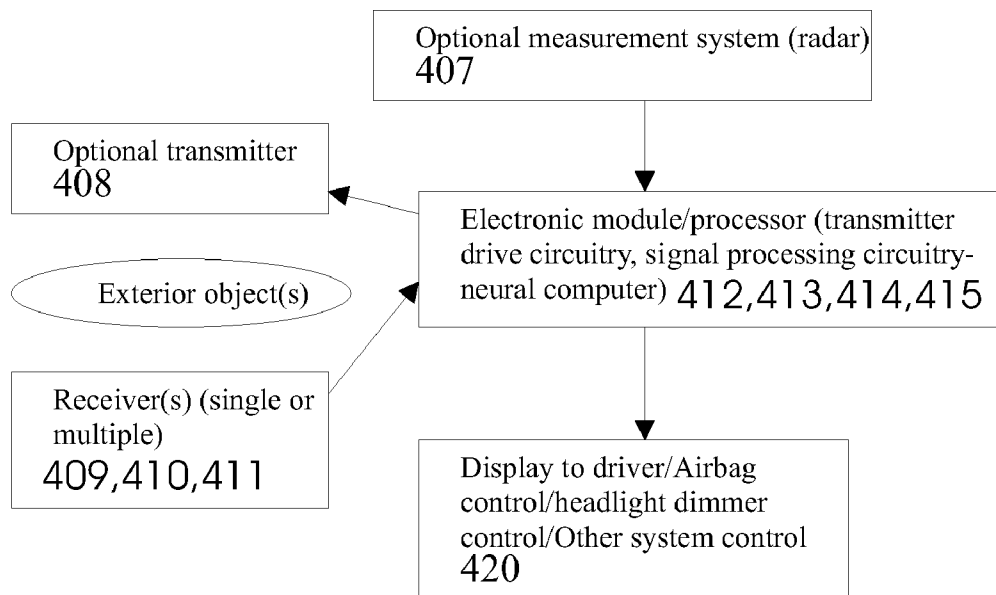 Optional measurement system (radar)
407
Optional transmitter
408
Electronic module/processor (transmitter
drive circuitry, signal processing circuitry-
neural computer) 412,413,414,415
Exterior object(s)
Receiver(s) (single or
multiple)
409,410,411
Display to driver/Airbag
control/headlight dimmer
control/Other system control
420